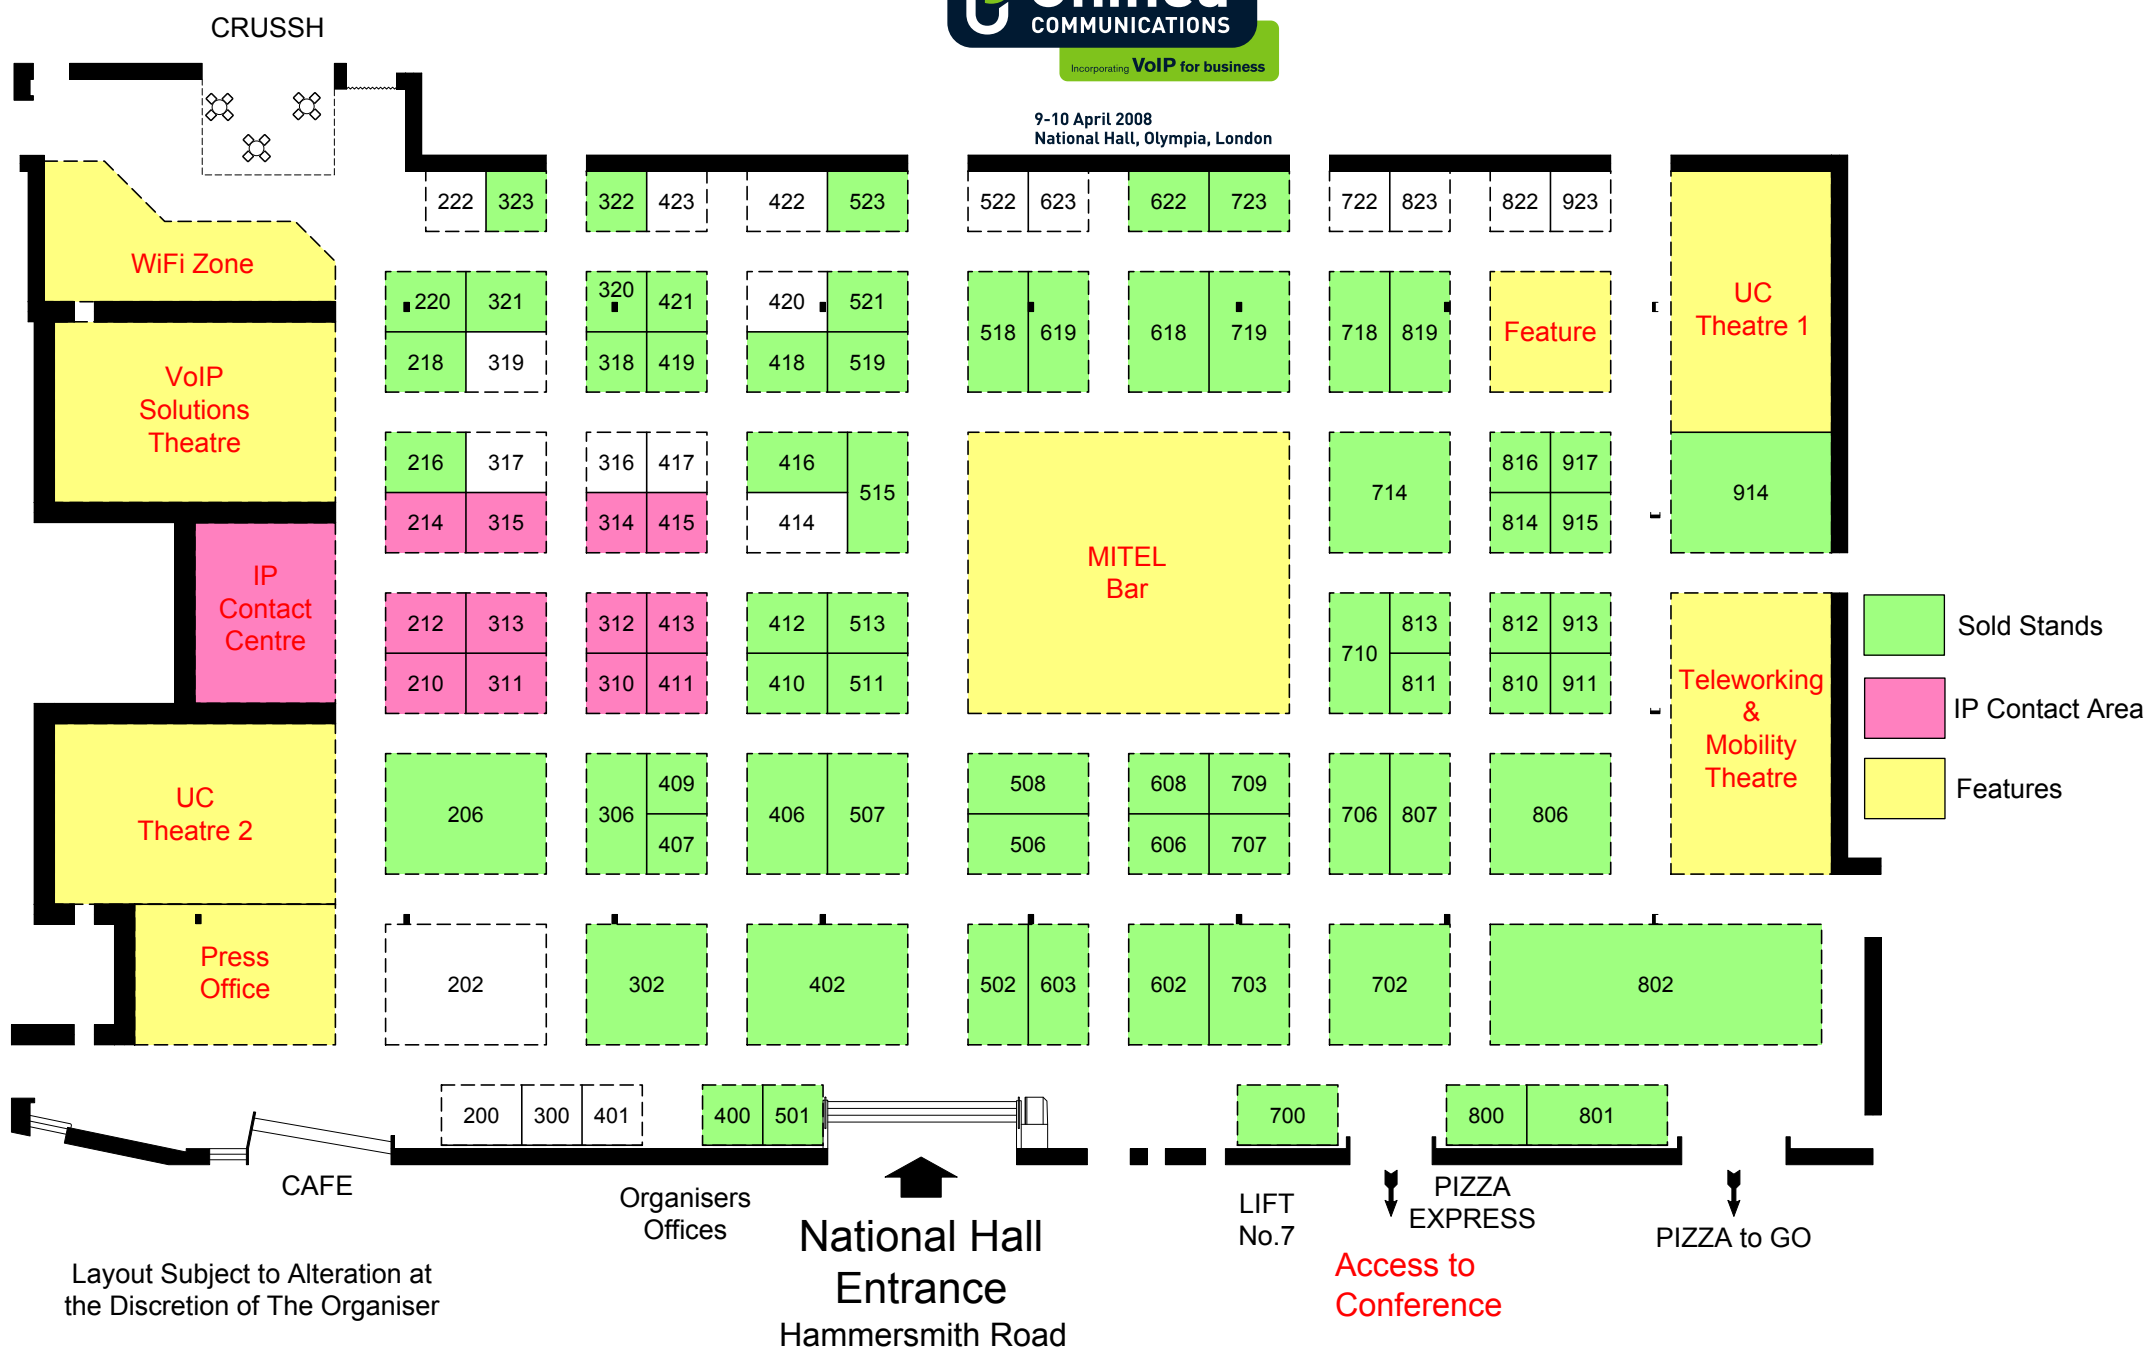 CRUSSH
COMMUNICATIONS
Incorporating VoIP for business
9-10 April 2008
National Hall, Olympia, London
222 323 322 423 422 523 522 623 622 723 722 823 822 923
WiFi Zone
220 321 320 421 420 521
518 619 618 719 718 819
Feature
UC
Theatre 1
218 319 318 419 418 519
VoIP
Solutions
Theatre
216 317 316 417 416 515
714
816 917
914
214 315 314 415 414
814 915
IP
Contact
Centre
MITEL
Bar
212 313 312 413 412 513
710
813 812 913
210 311 310 411 410 511
811 810 911
Teleworking
&
Mobility
Theatre
Sold Stands
IP Contact Area
Features
UC
Theatre 2
206 306 409 407 406 507
508 608 709
506 606 707
706 807 806
Press
Office
202 302 402 502 603 602 703 702 802
200 300 401 400 501 700 800 801
CAFE
Organisers
Offices
National Hall
Entrance
Hammersmith Road
LIFT
No.7
PIZZA
EXPRESS
Access to
Conference
PIZZA to GO
Layout Subject to Alteration at
the Discretion of The Organiser